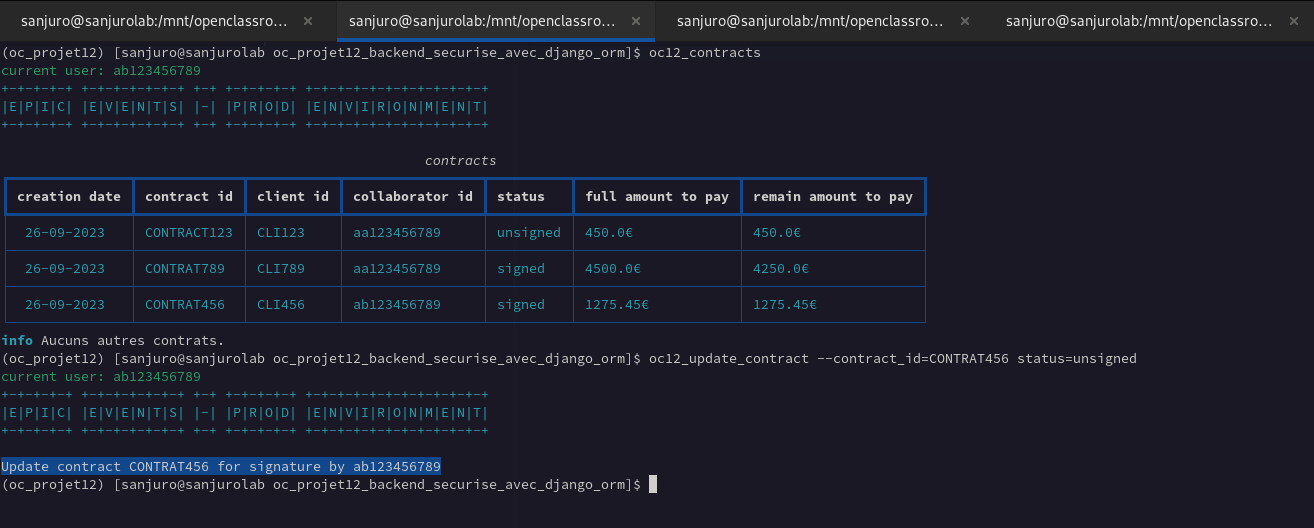 sanjuro@sanjurolab:/mnt/openclassro... × sanjuro@sanjurolab:/mnt/openclassro... × sanjuro@sanjurolab:/mnt/openclassro... × sanjuro@sanjurolab:/mnt/openclassro... ×
(oc_projet12) [sanjuro@sanjurolab oc_projet12_backend_securise_avec_django_orm]$ oc12_contracts
current user: ab123456789
+-+-+-+-+ +-+-+-+-+-+-+ +-+ +-+-+-+-+ +-+-+-+-+-+-+-+-+-+-+-+
|E|P|I|C| |E|V|E|N|T|S| |-| |P|R|O|D| |E|N|V|I|R|O|N|M|E|N|T|
+-+-+-+-+ +-+-+-+-+-+-+ +-+ +-+-+-+-+ +-+-+-+-+-+-+-+-+-+-+-+
contracts
creation date contract id client id collaborator id status full amount to pay remain amount to pay
26-09-2023 CONTRACT123 CLI123 aa123456789 unsigned 450.0€ 450.0€
26-09-2023 CONTRAT789 CLI789 aa123456789 signed 4500.0€ 4250.0€
26-09-2023 CONTRAT456 CLI456 ab123456789 signed 1275.45€ 1275.45€
info Aucuns autres contrats.
(oc_projet12) [sanjuro@sanjurolab oc_projet12_backend_securise_avec_django_orm]$ oc12_update_contract --contract_id=CONTRAT456 status=unsigned
current user: ab123456789
+-+-+-+-+ +-+-+-+-+-+-+ +-+ +-+-+-+-+ +-+-+-+-+-+-+-+-+-+-+-+
|E|P|I|C| |E|V|E|N|T|S| |-| |P|R|O|D| |E|N|V|I|R|O|N|M|E|N|T|
+-+-+-+-+ +-+-+-+-+-+-+ +-+ +-+-+-+-+ +-+-+-+-+-+-+-+-+-+-+-+
Update contract CONTRAT456 for signature by ab123456789
(oc_projet12) [sanjuro@sanjurolab oc_projet12_backend_securise_avec_django_orm]$